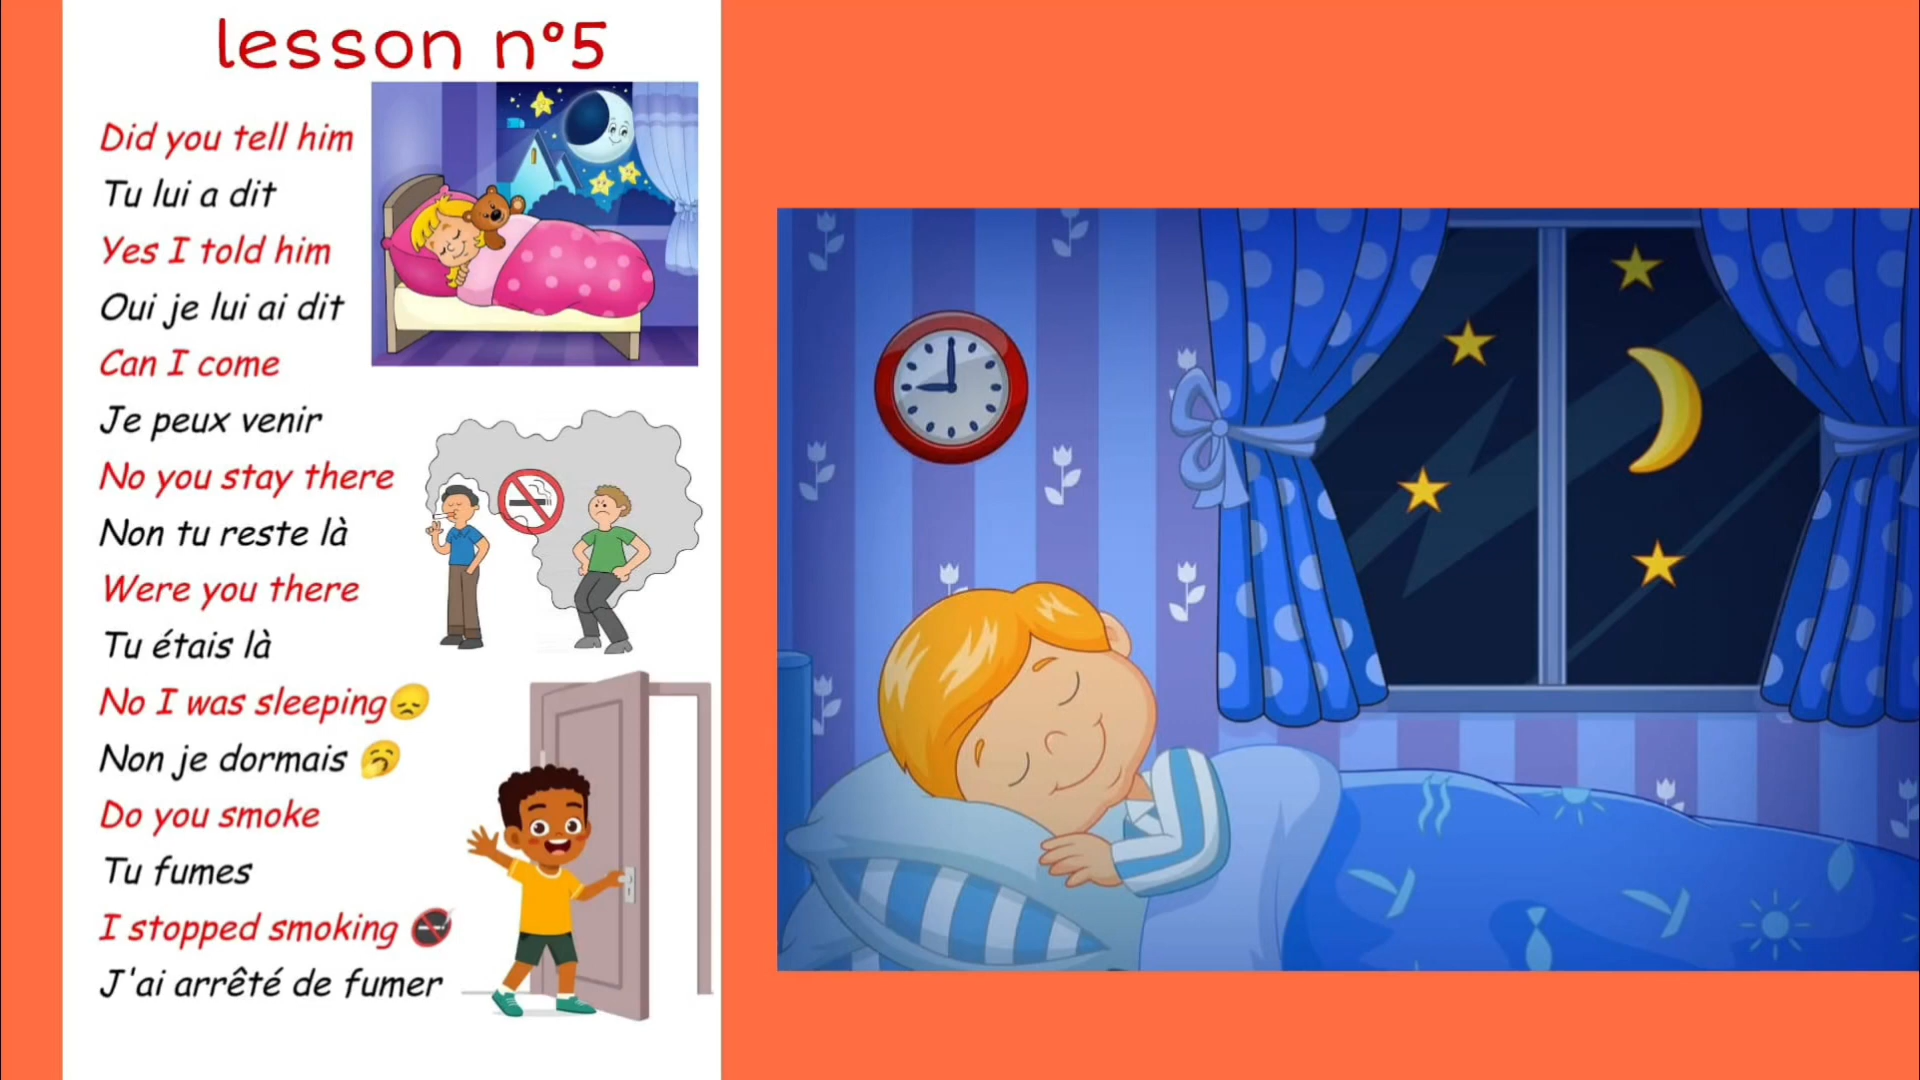 lesson n°5
Did you tell him
Tu lui a dit
Yes I told him
Oui je lui ai dit
Can I come
Je peux venir
No you stay there
Non tu reste là
Were you there
Tu étais là
No I was sleeping😞
Non je dormais 🥱
Do you smoke
Tu fumes
I stopped smoking 🚭
J'ai arrêté de fumer